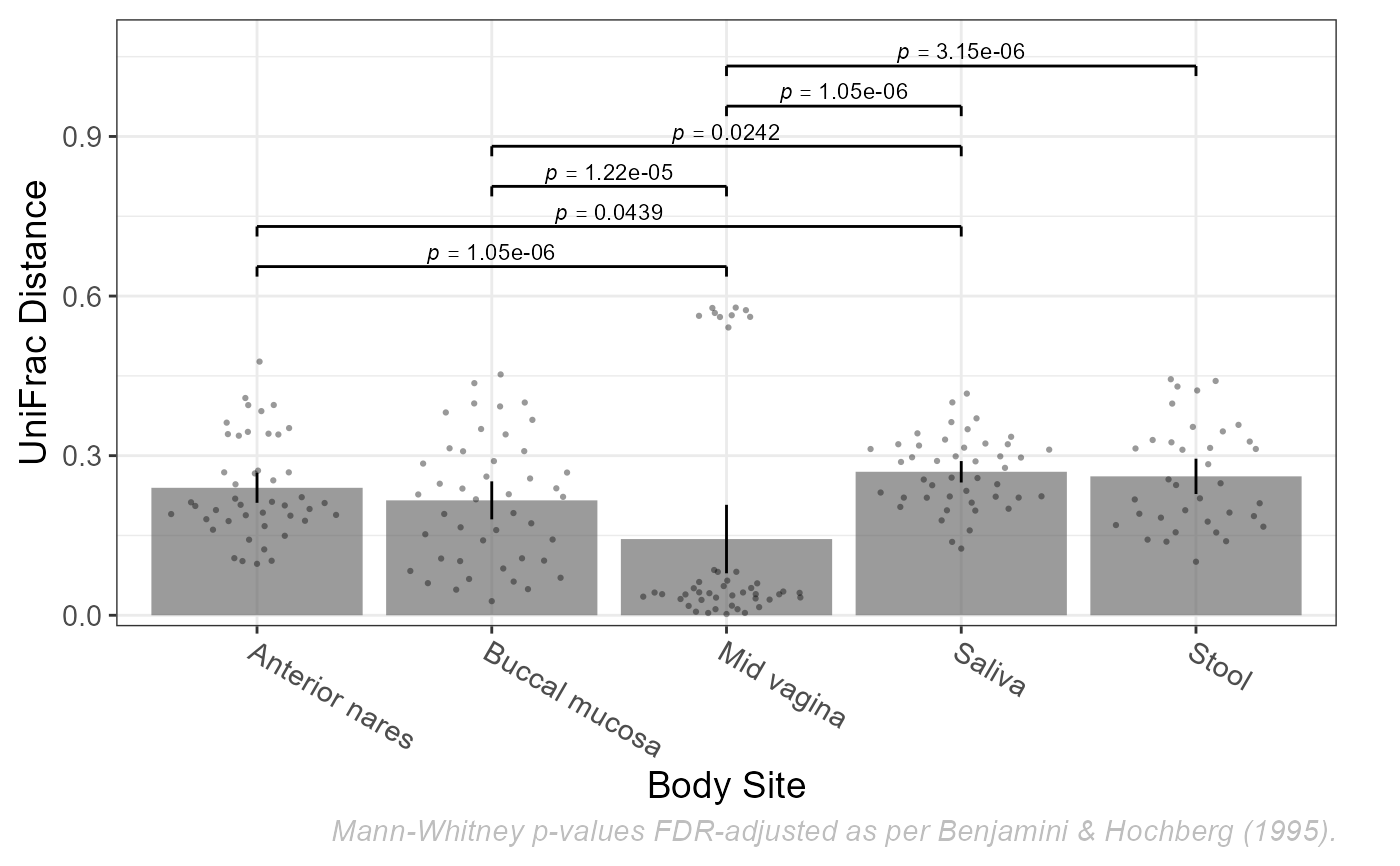 p = 3.15e-06
p = 1.05e-06
p = 0.0242
p = 1.22e-05
p = 0.0439
p = 1.05e-06
UniFrac Distance
0.9
0.6
0.3
0.0
Anterior nares
Buccal mucosa
Mid vagina
Saliva
Stool
Body Site
Mann-Whitney p-values FDR-adjusted as per Benjamini & Hochberg (1995).